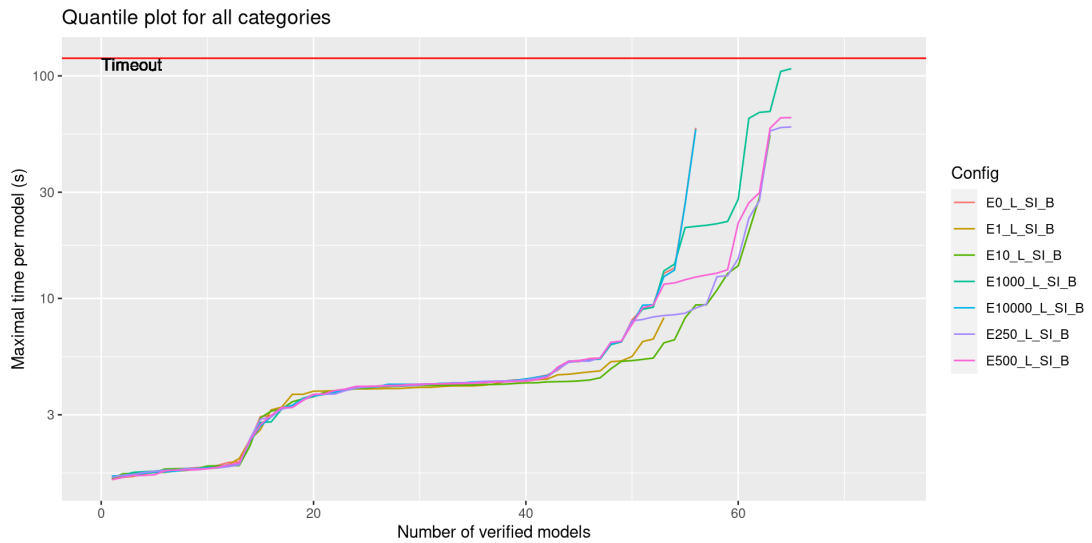 Quantile plot for all categories
Timeout
100
30
10
3
Maximal time per model (s)
0 20 40 60
Number of verified models
Config
E0_L_SI_B
E1_L_SI_B
E10_L_SI_B
E1000_L_SI_B
E10000_L_SI_B
E250_L_SI_B
E500_L_SI_B